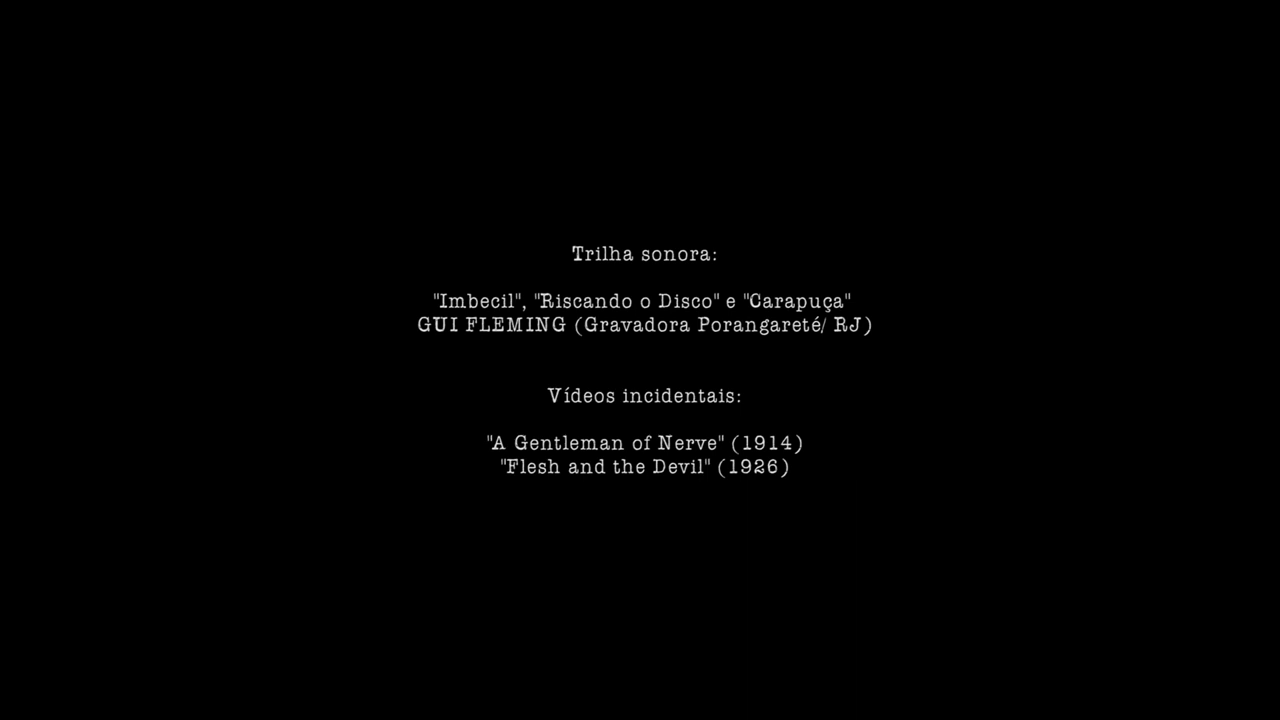 Trilha sonora:
"Imbecil", "Riscando o Disco" e "Carapuça"
GUI FLEMING (Gravadora Porangareté/ RJ)
Vídeos incidentais:
"A Gentleman of Nerve" (1914)
"Flesh and the Devil" (1926)